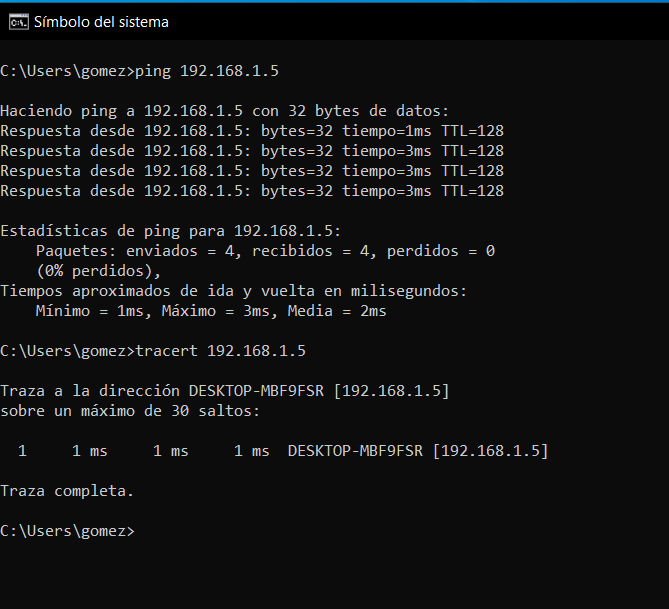 Símbolo del sistema
C:\Users\gomez>ping 192.168.1.5
Haciendo ping a 192.168.1.5 con 32 bytes de datos:
Respuesta desde 192.168.1.5: bytes=32 tiempo=1ms TTL=128
Respuesta desde 192.168.1.5: bytes=32 tiempo=3ms TTL=128
Respuesta desde 192.168.1.5: bytes=32 tiempo=3ms TTL=128
Respuesta desde 192.168.1.5: bytes=32 tiempo=3ms TTL=128
Estadísticas de ping para 192.168.1.5:
    Paquetes: enviados = 4, recibidos = 4, perdidos = 0
    (0% perdidos),
Tiempos aproximados de ida y vuelta en milisegundos:
    Mínimo = 1ms, Máximo = 3ms, Media = 2ms
C:\Users\gomez>tracert 192.168.1.5
Traza a la dirección DESKTOP-MBF9FSR [192.168.1.5]
sobre un máximo de 30 saltos:
  1     1 ms     1 ms     1 ms  DESKTOP-MBF9FSR [192.168.1.5]
Traza completa.
C:\Users\gomez>